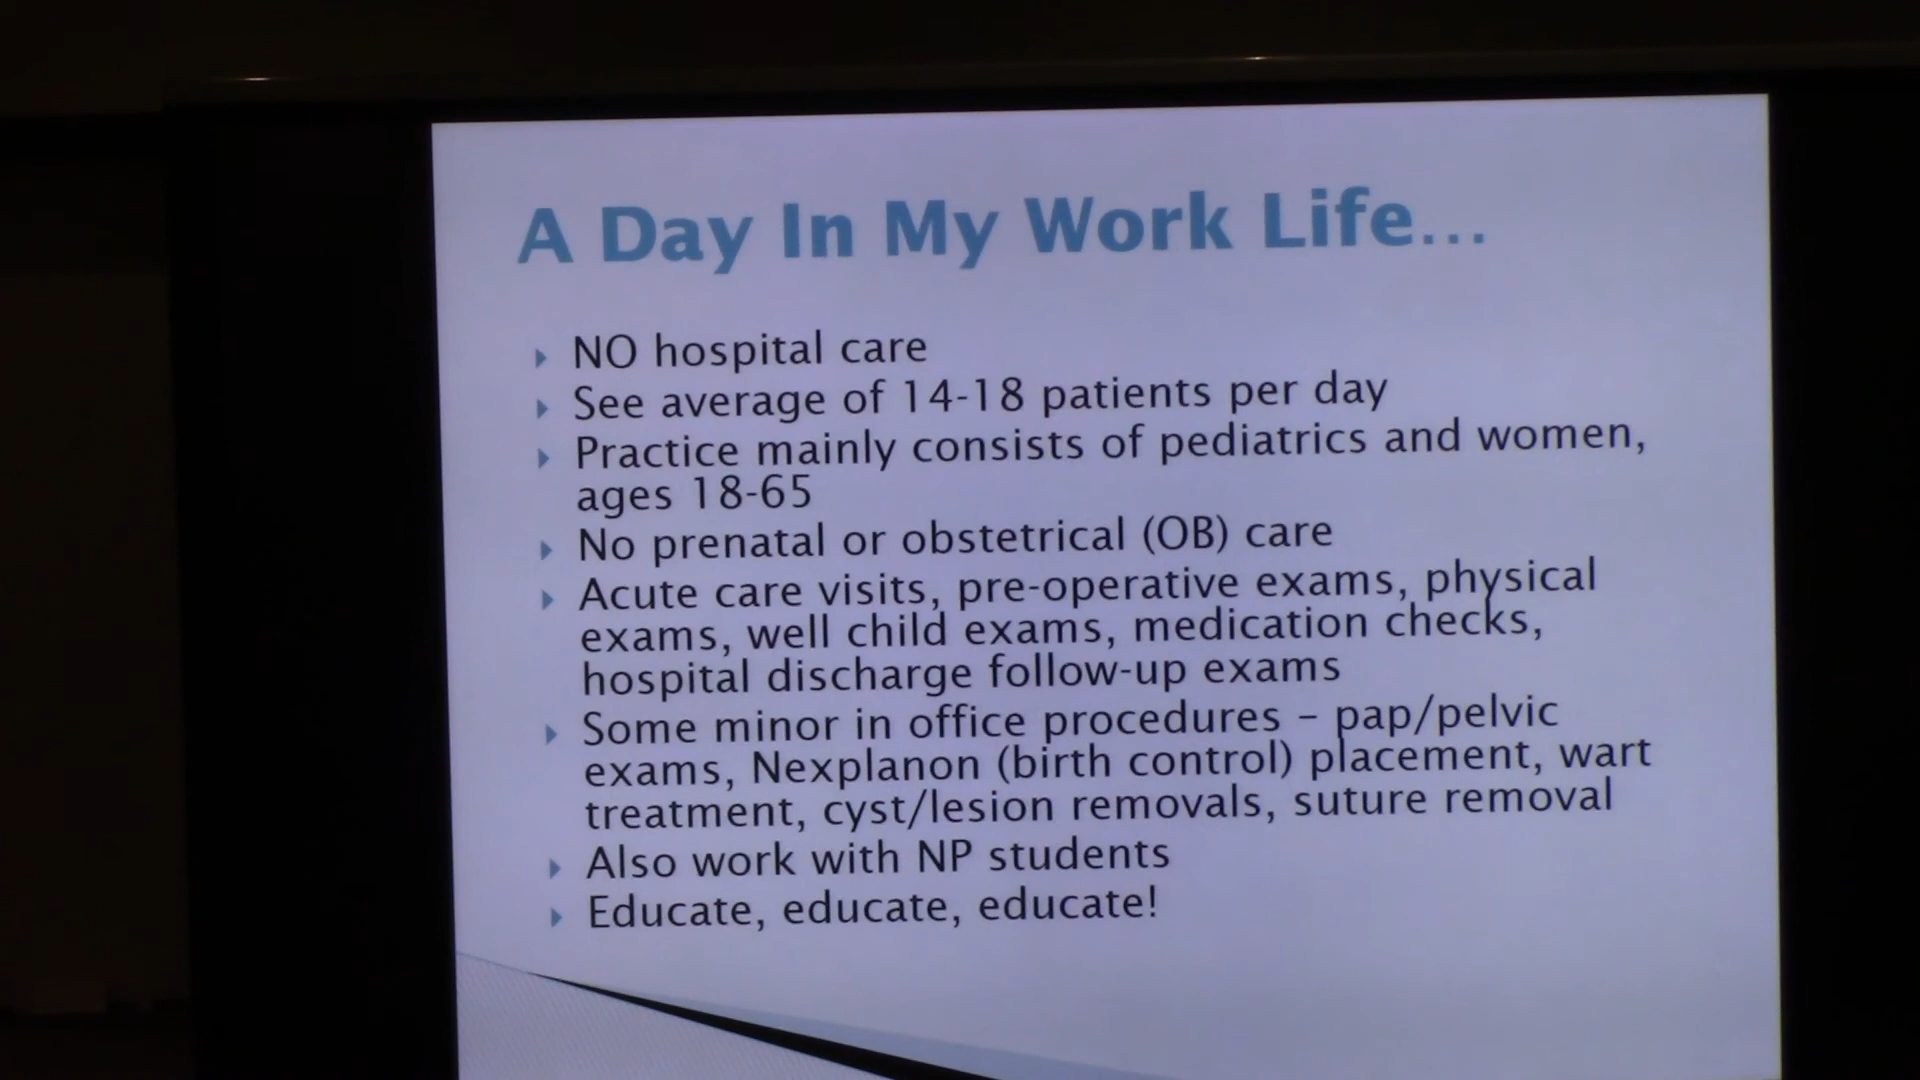 A Day In My Work Life...
NO hospital care
See average of 14-18 patients per day
Practice mainly consists of pediatrics and women,
ages 18-65
No prenatal or obstetrical (OB) care
Acute care visits, pre-operative exams, physical
exams, well child exams, medication checks,
hospital discharge follow-up exams
Some minor in office procedures – pap/pelvic
exams, Nexplanon (birth control) placement, wart
treatment, cyst/lesion removals, suture removal
Also work with NP students
Educate, educate, educate!